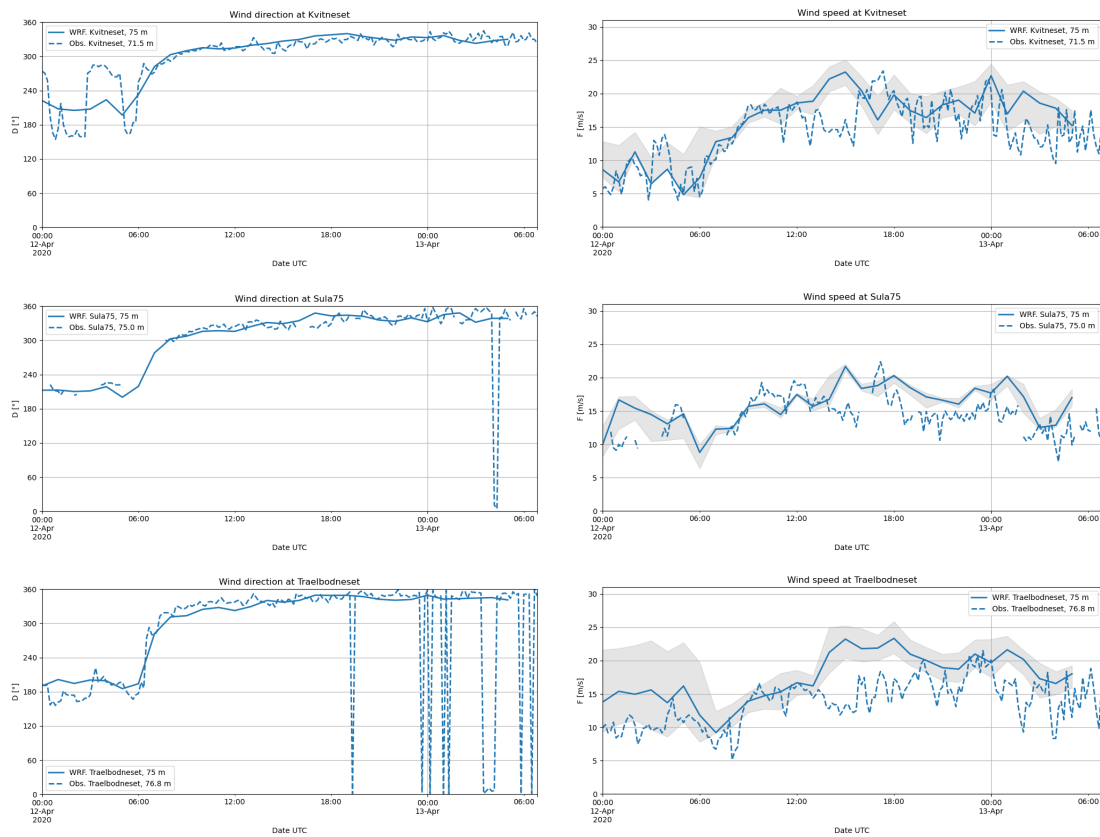 Wind direction at Kvitneset
360
300
240
180
120
60
0
D [°]
WRF. Kvitneset, 75 m
Obs. Kvitneset, 71.5 m
00:00
12-Apr
2020
06:00
12:00
18:00
00:00
13-Apr
06:00
Date UTC
Wind speed at Kvitneset
30
25
20
15
10
5
0
F [m/s]
WRF. Kvitneset, 75 m
Obs. Kvitneset, 71.5 m
00:00
12-Apr
2020
06:00
12:00
18:00
00:00
13-Apr
06:00
Date UTC
Wind direction at Sula75
360
300
240
180
120
60
0
D [°]
WRF. Sula75, 75 m
Obs. Sula75, 75.0 m
00:00
12-Apr
2020
06:00
12:00
18:00
00:00
13-Apr
06:00
Date UTC
Wind speed at Sula75
30
25
20
15
10
5
0
F [m/s]
WRF. Sula75, 75 m
Obs. Sula75, 75.0 m
00:00
12-Apr
2020
06:00
12:00
18:00
00:00
13-Apr
06:00
Date UTC
Wind direction at Traelbodneset
360
300
240
180
120
60
0
D [°]
WRF. Traelbodneset, 75 m
Obs. Traelbodneset, 76.8 m
00:00
12-Apr
2020
06:00
12:00
18:00
00:00
13-Apr
06:00
Date UTC
Wind speed at Traelbodneset
30
25
20
15
10
5
0
F [m/s]
WRF. Traelbodneset, 75 m
Obs. Traelbodneset, 76.8 m
00:00
12-Apr
2020
06:00
12:00
18:00
00:00
13-Apr
06:00
Date UTC